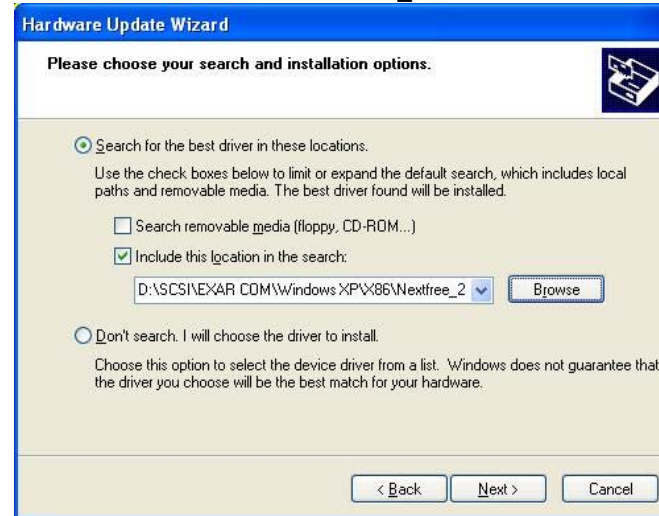 Hardware Update Wizard
Please choose your search and installation options.
Search for the best driver in these locations.
Use the check boxes below to limit or expand the default search, which includes local
paths and removable media. The best driver found will be installed.
Search removable media (floppy, CD-ROM...)
Include this location in the search:
D:\SCSI\EXAR COM\Windows XP\X86\Nextfree_2
Browse
Don't search. I will choose the driver to install.
Choose this option to select the device driver from a list. Windows does not guarantee that
the driver you choose will be the best match for your hardware.
< Back Next > Cancel